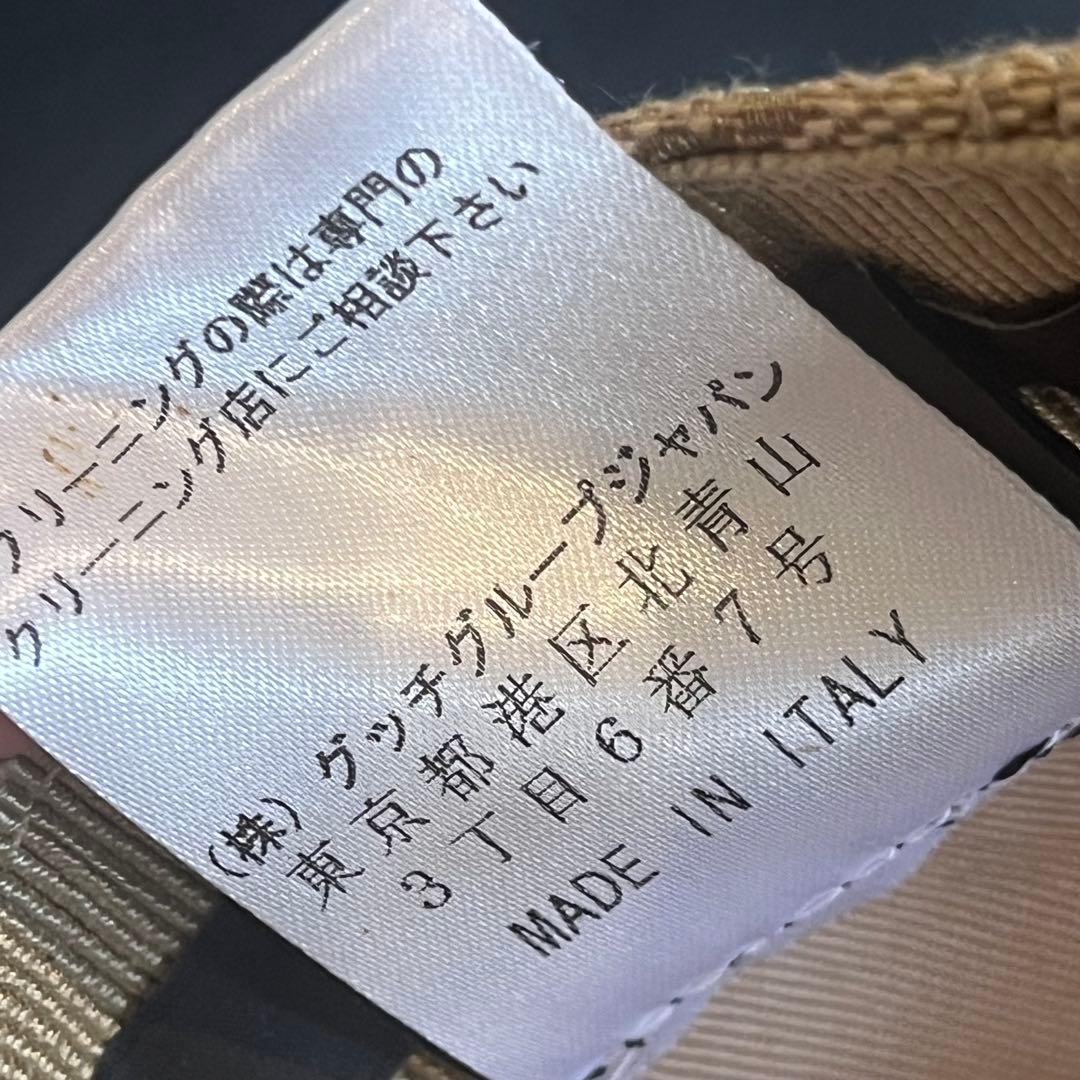 クリーニングの際は専門の
クリーニング店にご相談下さい
(株)グッチグループジャパン
東京都港区北青山
3丁目6番7号
MADE IN ITALY